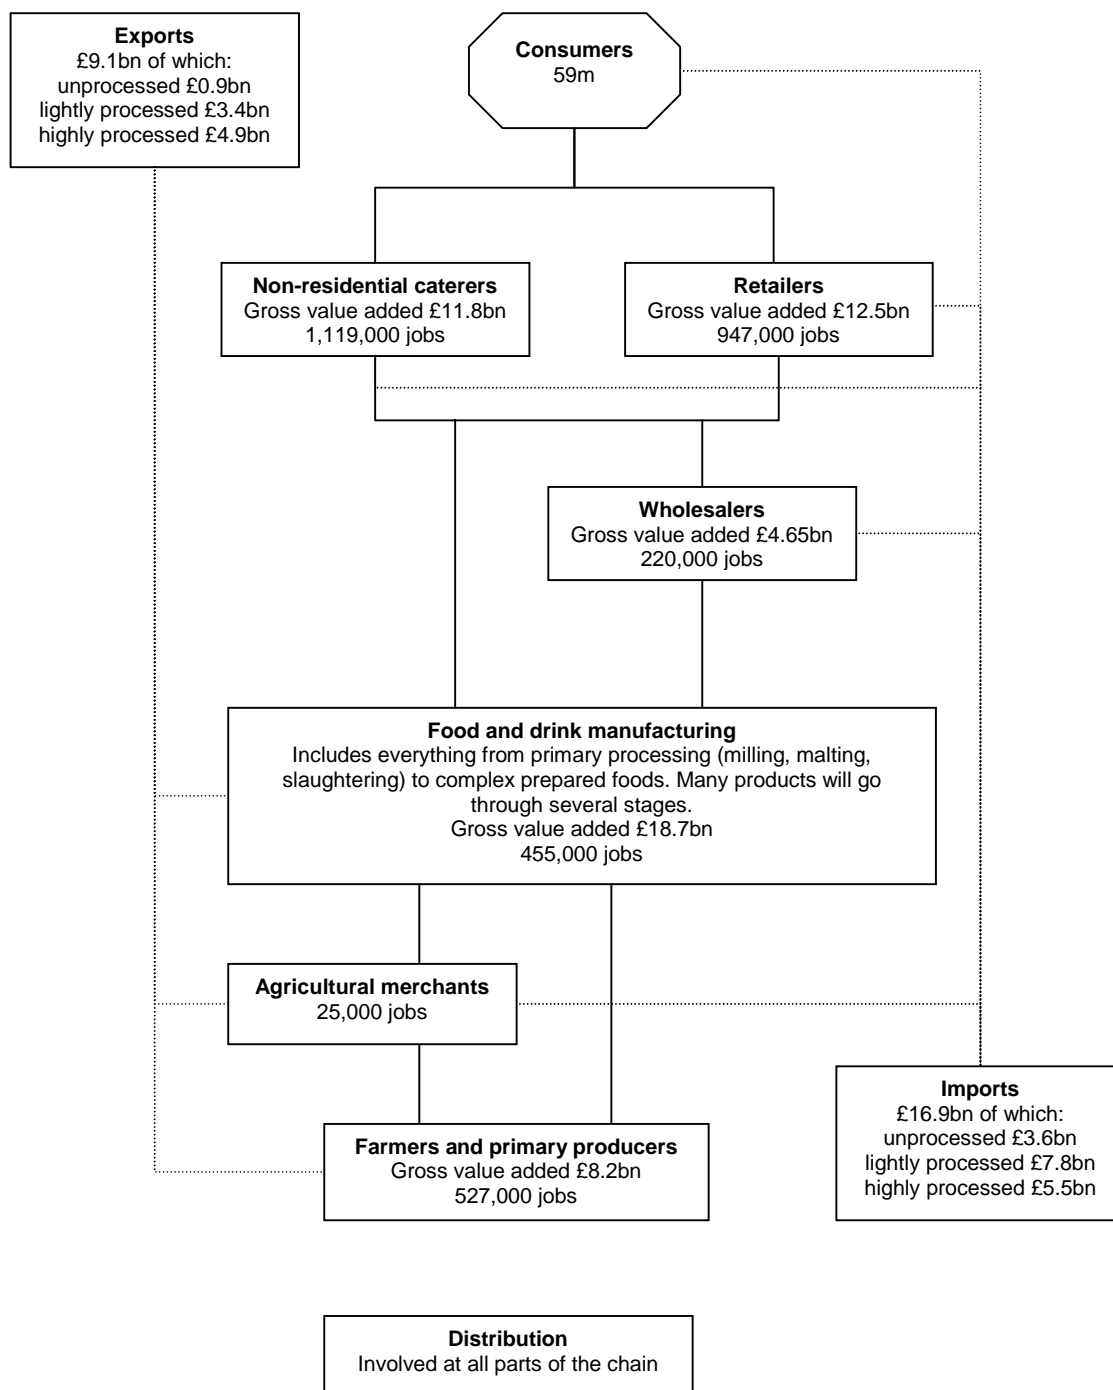 Exports
£9.1bn of which:
unprocessed £0.9bn
lightly processed £3.4bn
highly processed £4.9bn
Consumers
59m
Non-residential caterers
Gross value added £11.8bn
1,119,000 jobs
Retailers
Gross value added £12.5bn
947,000 jobs
Wholesalers
Gross value added £4.65bn
220,000 jobs
Food and drink manufacturing
Includes everything from primary processing (milling, malting,
slaughtering) to complex prepared foods. Many products will go
through several stages.
Gross value added £18.7bn
455,000 jobs
Agricultural merchants
25,000 jobs
Farmers and primary producers
Gross value added £8.2bn
527,000 jobs
Imports
£16.9bn of which:
unprocessed £3.6bn
lightly processed £7.8bn
highly processed £5.5bn
Distribution
Involved at all parts of the chain